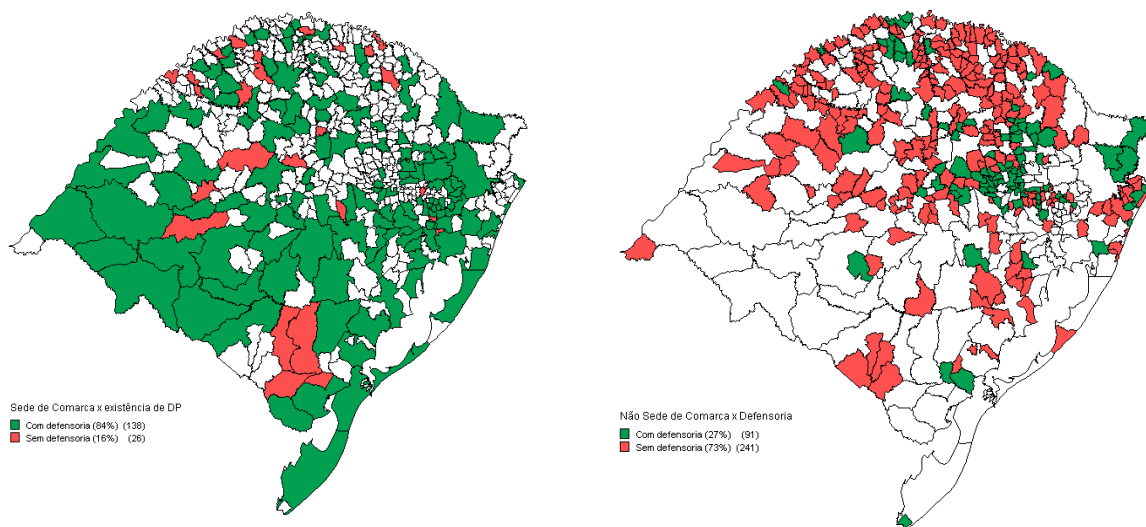 Sede de Comarca x existência de DP
Com defensoria (84%) (138)
Sem defensoria (16%) (26)
Não Sede de Comarca x Defensoria
Com defensoria (27%) (91)
Sem defensoria (73%) (241)